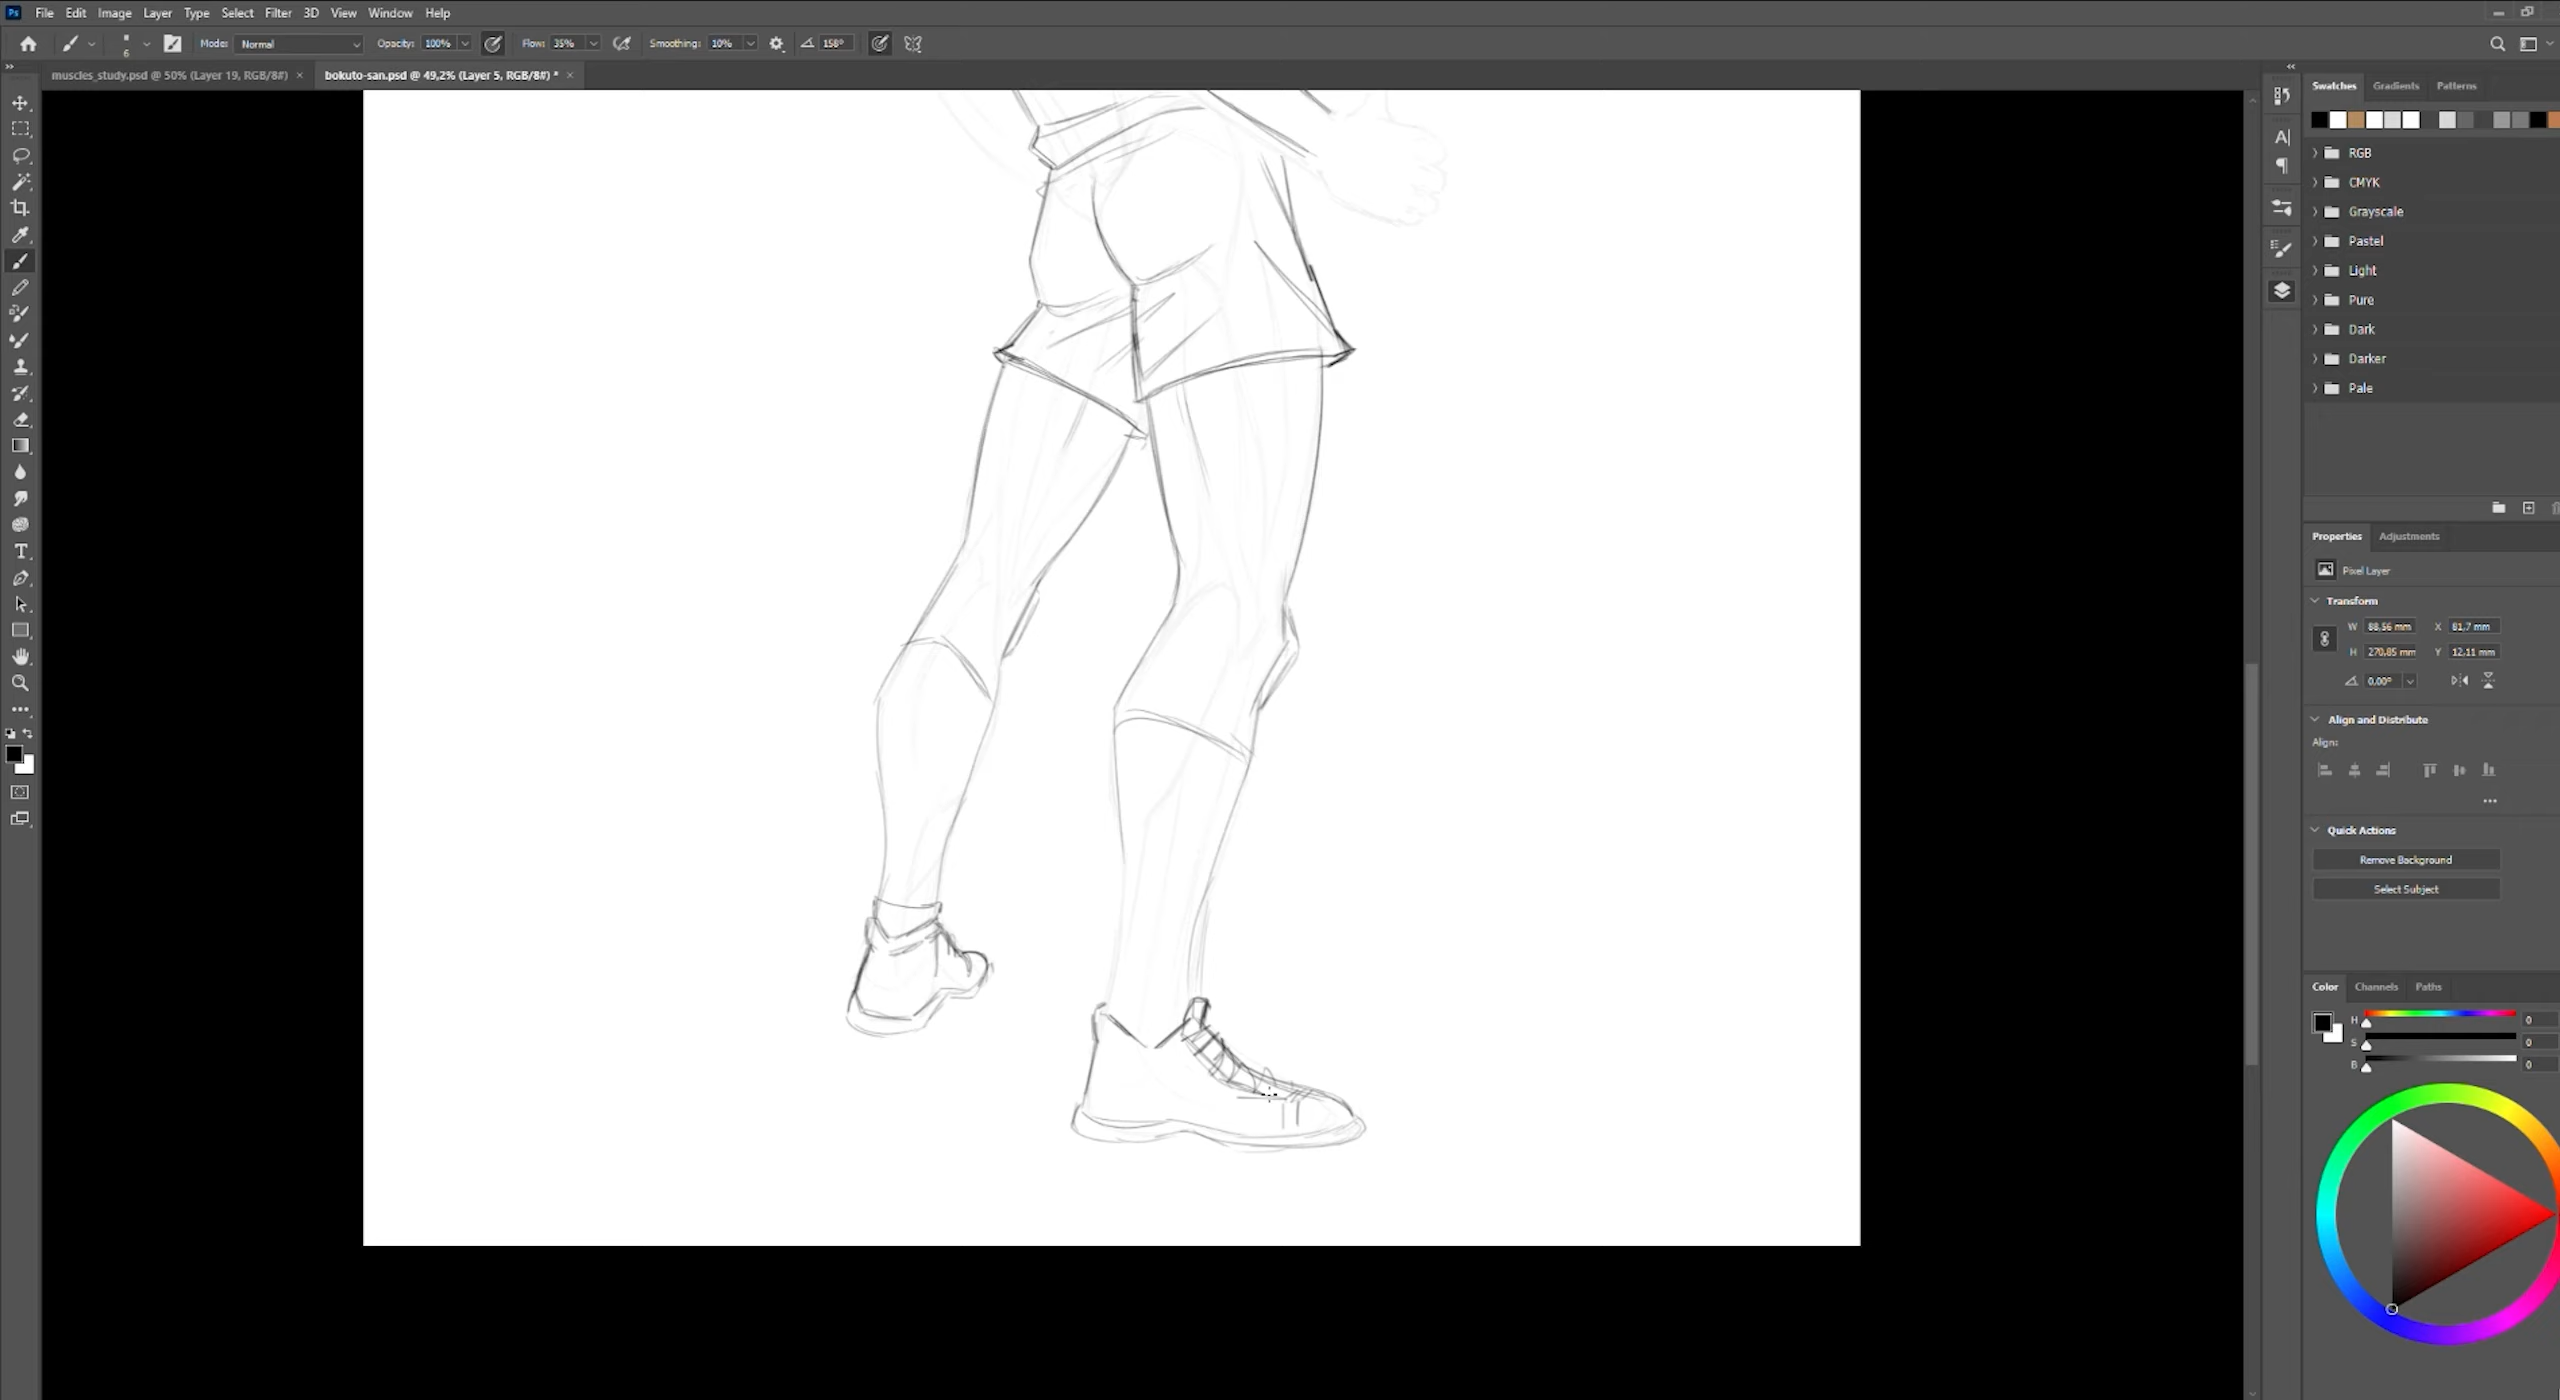 Ps File Edit Image Layer Type Select Filter 3D View Window Help
6 Mode: Normal Opacity: 100% Flow: 35% Smoothing: 10% 158°
muscles_study.psd @ 50% (Layer 19, RGB/8#) × bokuto-san.psd @ 49,2% (Layer 5, RGB/8#) * ×
Swatches Gradients Patterns
RGB
CMYK
Grayscale
Pastel
Light
Pure
Dark
Darker
Pale
Properties Adjustments
Pixel Layer
Transform
W 88,56 mm X 81,7 mm
H 270,85 mm Y 12,11 mm
0,00°
Align and Distribute
Align:
Quick Actions
Remove Background
Select Subject
Color Channels Paths
H 0
S 0
B 0